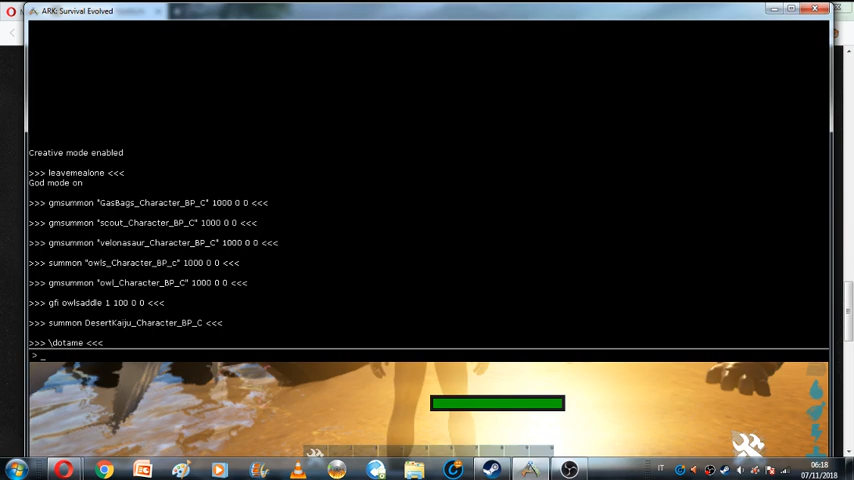 ARK: Survival Evolved
Creative mode enabled
>>> leavemealone <<<
God mode on
>>> gmsummon "GasBags_Character_BP_C" 1000 0 0 <<<
>>> gmsummon "scout_Character_BP_C" 1000 0 0 <<<
>>> gmsummon "velonasaur_Character_BP_C" 1000 0 0 <<<
>>> summon "owls_Character_BP_c" 1000 0 0 <<<
>>> gmsummon "owl_Character_BP_C" 1000 0 0 <<<
>>> gfi owlsaddle 1 100 0 0 <<<
>>> summon DesertKaiju_Character_BP_C <<<
>>> \dotame <<<
> _
IT
06:18
07/11/2018